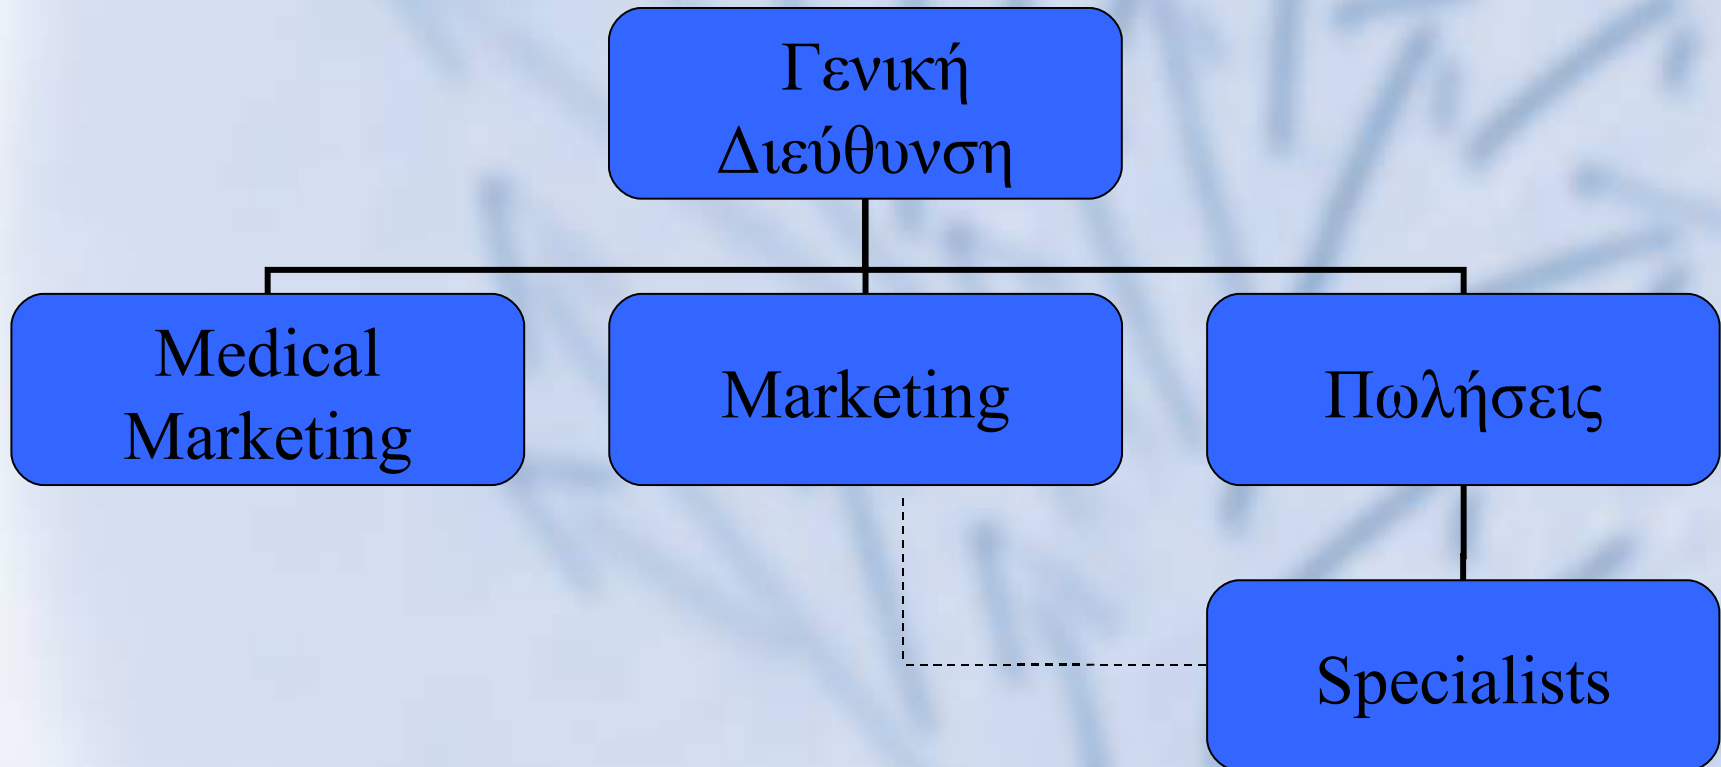 Γενική
Διεύθυνση
Medical
Marketing
Marketing
Πωλήσεις
Specialists